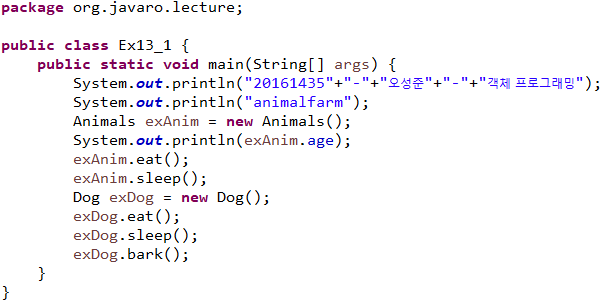 package org.javaro.lecture;

public class Ex13_1 {
    public static void main(String[] args) {
        System.out.println("20161435"+"-"+"오성준"+"-"+"객체 프로그래밍");
        System.out.println("animalfarm");
        Animals exAnim = new Animals();
        System.out.println(exAnim.age);
        exAnim.eat();
        exAnim.sleep();
        Dog exDog = new Dog();
        exDog.eat();
        exDog.sleep();
        exDog.bark();
    }
}